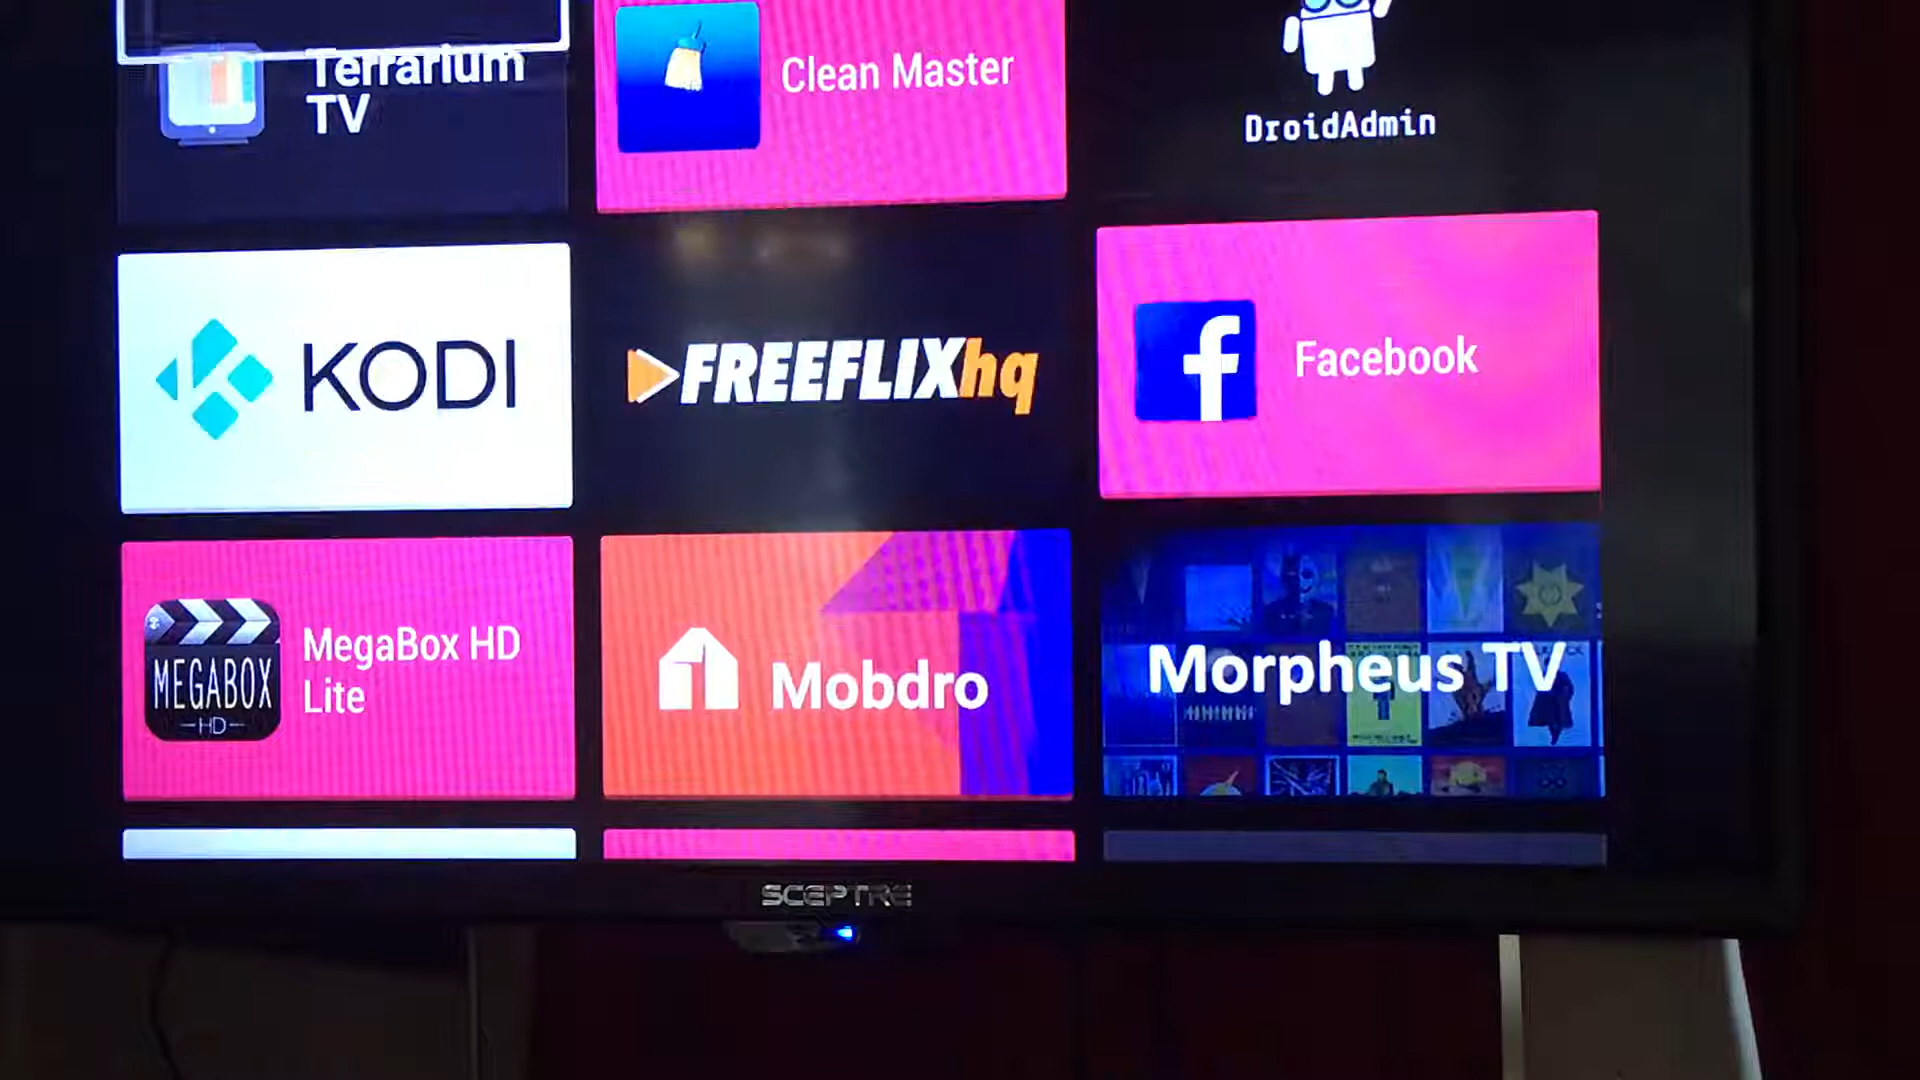 Terrarium
TV
Clean Master
DroidAdmin
KODI
FREEFLIXhq
Facebook
MEGABOX
HD
MegaBox HD
Lite
Mobdro
Morpheus TV
SCEPTRE